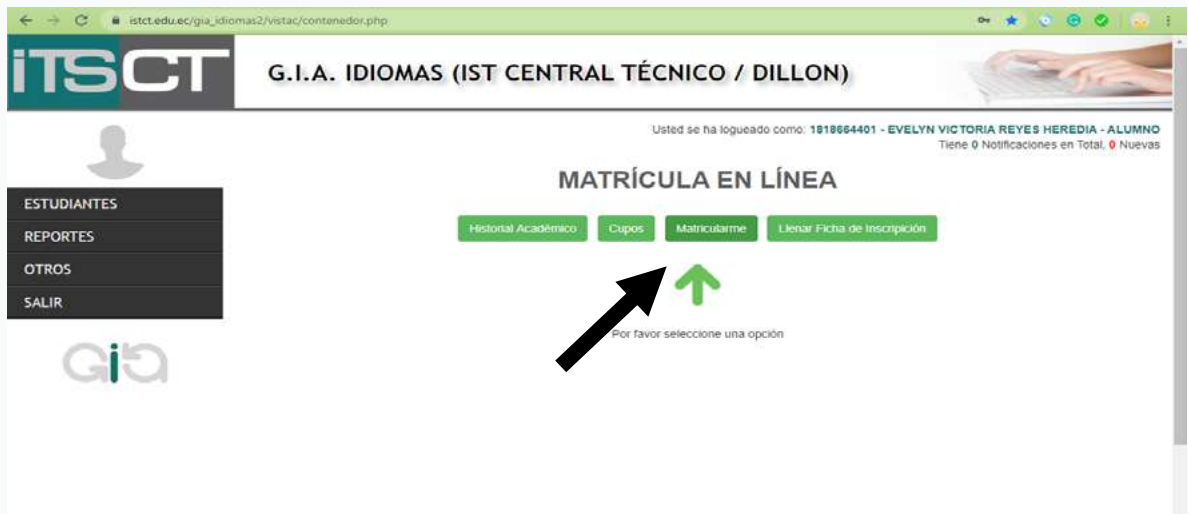 istct.edu.ec/gia_idiomas2/vistac/contenedor.php
iTSCT
G.I.A. IDIOMAS (IST CENTRAL TÉCNICO / DILLON)
Usted se ha logueado como: 1818664401 - EVELYN VICTORIA REYES HEREDIA - ALUMNO
Tiene 0 Notificaciones en Total, 0 Nuevas
MATRÍCULA EN LÍNEA
ESTUDIANTES
REPORTES
OTROS
SALIR
Historial Académico Cupos Matricularme Llenar Ficha de Inscripición
Por favor seleccione una opción
Gia